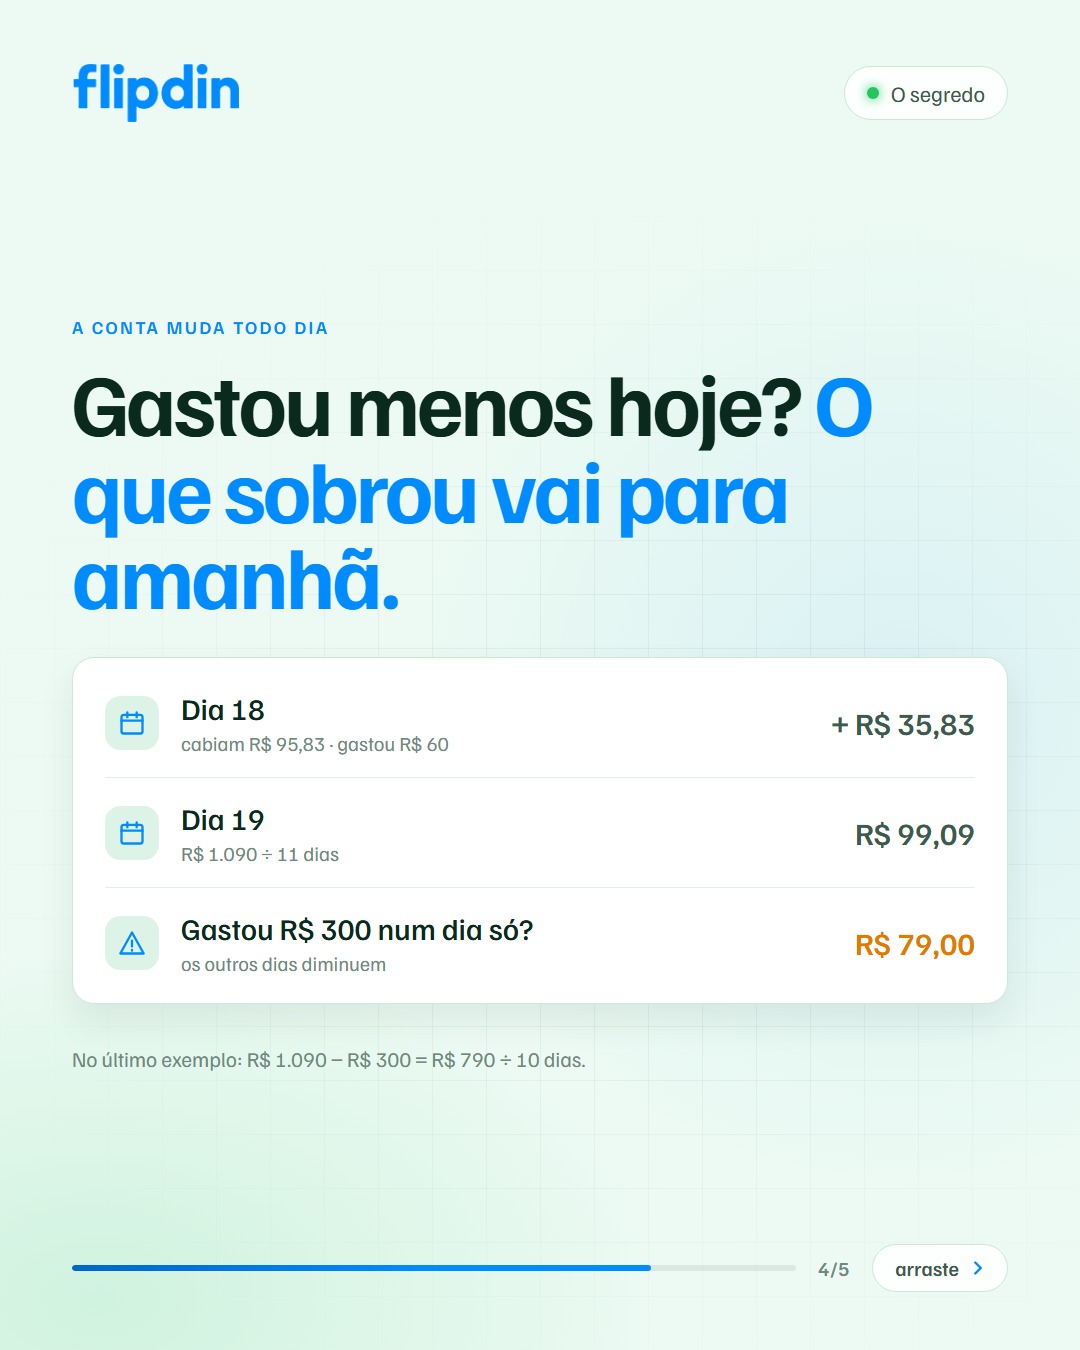 flipdin
O segredo
A CONTA MUDA TODO DIA
Gastou menos hoje? O
que sobrou vai para
amanhã.
Dia 18
cabiam R$ 95,83 · gastou R$ 60
+ R$ 35,83
Dia 19
R$ 1.090 ÷ 11 dias
R$ 99,09
Gastou R$ 300 num dia só?
os outros dias diminuem
R$ 79,00
No último exemplo: R$ 1.090 − R$ 300 = R$ 790 ÷ 10 dias.
4/5
arraste